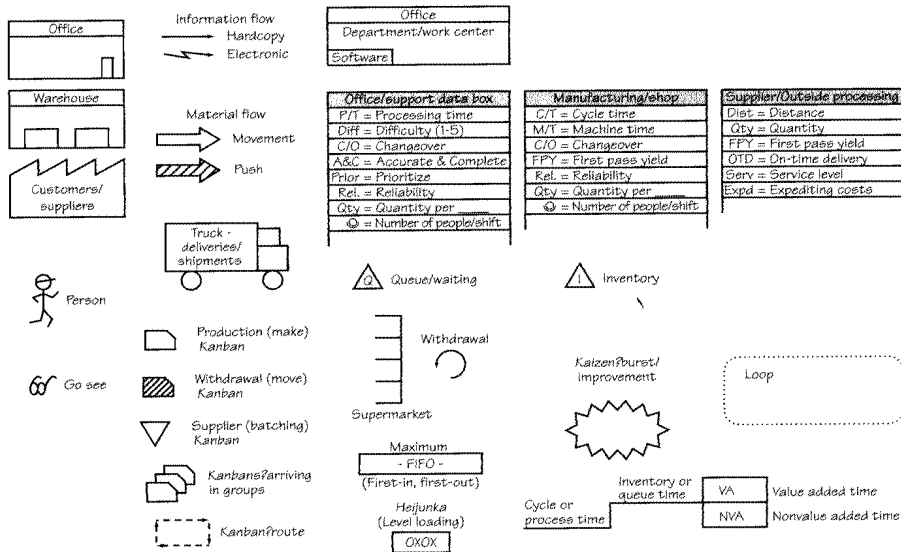 Office
Information flow
Hardcopy
Electronic
Office
Department/work center
Software
Warehouse
Material flow
Movement
Push
Customers/
suppliers
Office/support data box
P/T = Processing time
Diff = Difficulty (1-5)
C/O = Changeover
A&C = Accurate & Complete
Prior = Prioritize
Rel. = Reliability
Qty = Quantity per ____
= Number of people/shift
Manufacturing/shop
C/T = Cycle time
M/T = Machine time
C/O = Changeover
FPY = First pass yield
Rel. = Reliability
Qty = Quantity per ____
= Number of people/shift
Supplier/Outside processing
Dist = Distance
Qty = Quantity
FPY = First pass yield
OTD = On-time delivery
Serv = Service level
Expd = Expediting costs
Truck -
deliveries/
shipments
Person
Q Queue/waiting
I Inventory
Production (make)
Kanban
Withdrawal
Go see
Withdrawal (move)
Kanban
Supermarket
Kaizen?burst/
improvement
Loop
Supplier (batching)
Kanban
Maximum
- FIFO -
(First-in, first-out)
Kanbans?arriving
in groups
Heijunka
(Level loading)
OXOX
Kanban?route
Cycle or
process time
Inventory or
queue time
VA Value added time
NVA Nonvalue added time